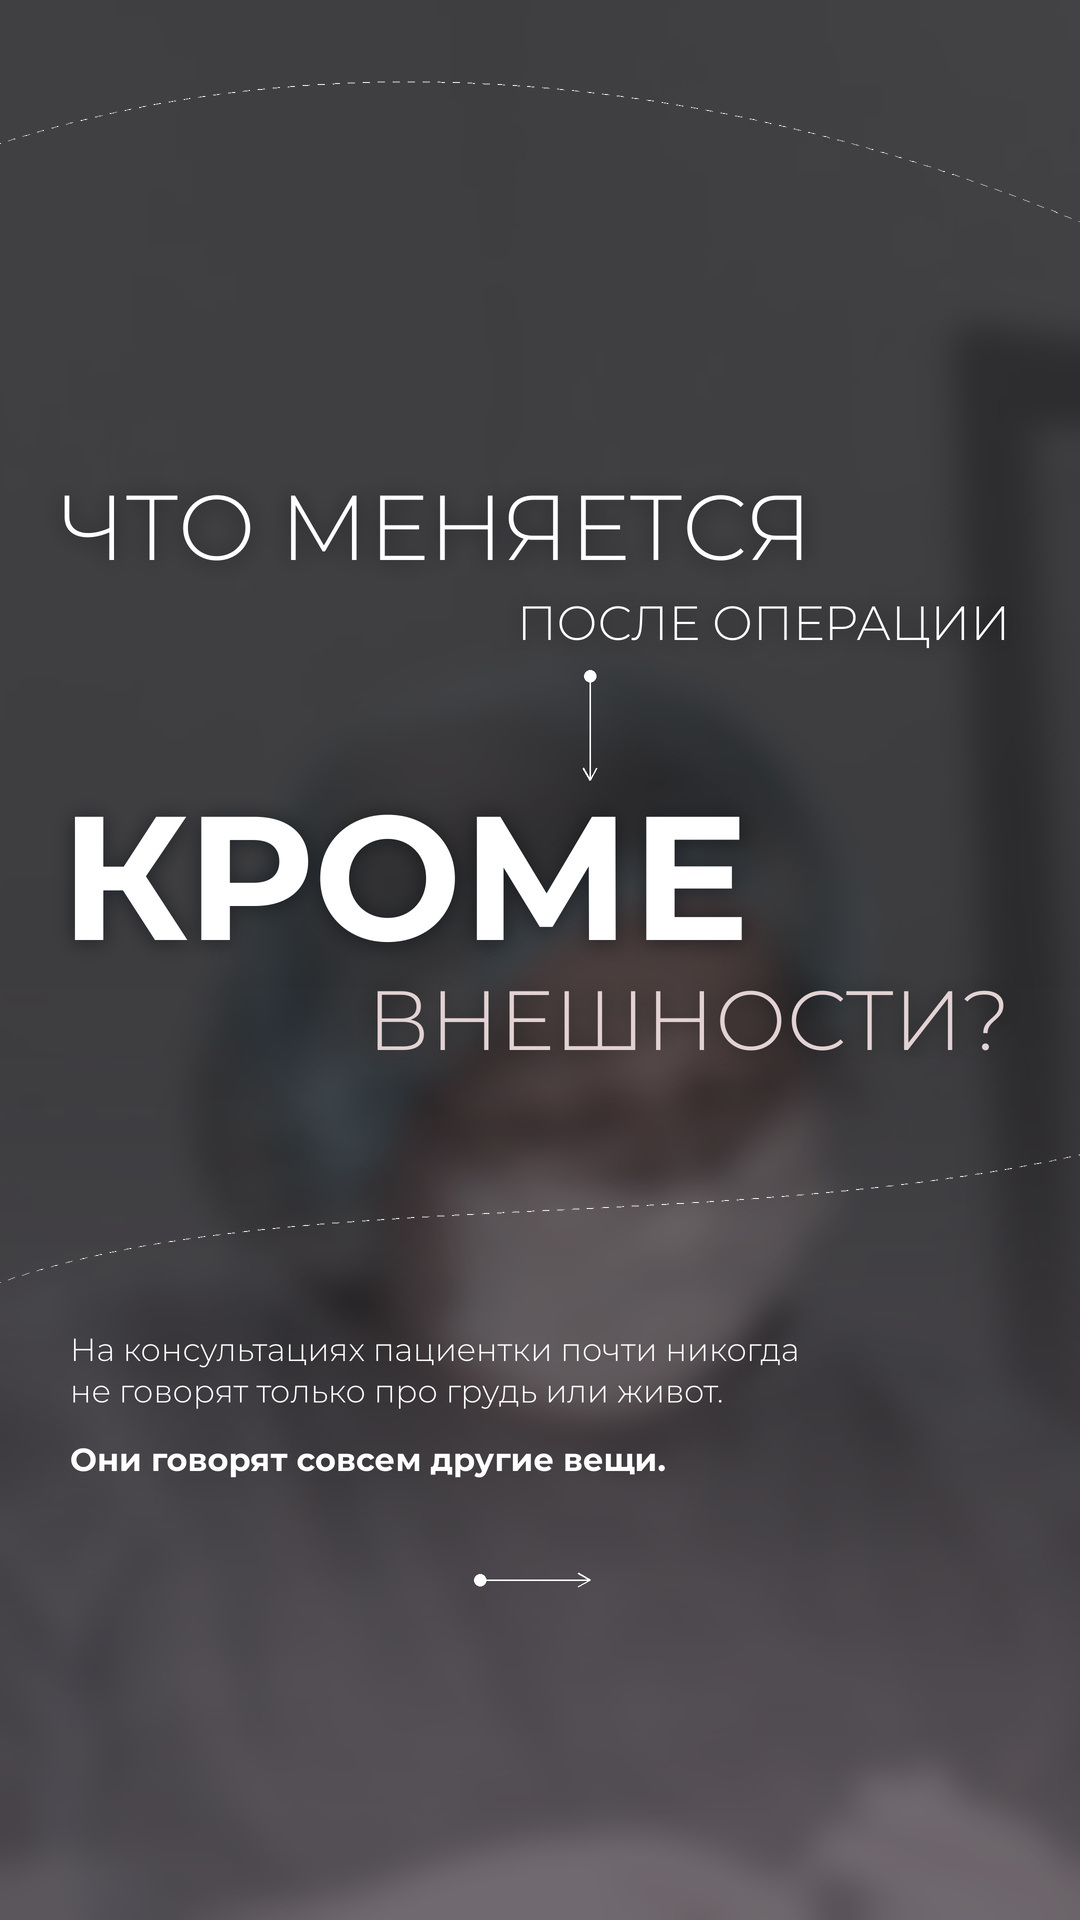 ЧТО МЕНЯЕТСЯ
ПОСЛЕ ОПЕРАЦИИ
КРОМЕ
ВНЕШНОСТИ?
На консультациях пациентки почти никогда
не говорят только про грудь или живот.
Они говорят совсем другие вещи.